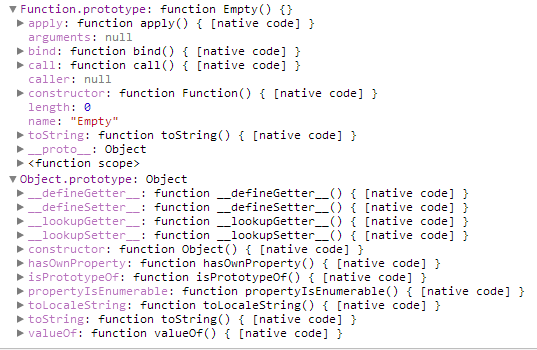 ▼ Function.prototype: function Empty() {}
▶ apply: function apply() { [native code] }
arguments: null
▶ bind: function bind() { [native code] }
▶ call: function call() { [native code] }
caller: null
▶ constructor: function Function() { [native code] }
length: 0
name: "Empty"
▶ toString: function toString() { [native code] }
▶ __proto__: Object
▶ <function scope>
▼ Object.prototype: Object
▶ __defineGetter__: function __defineGetter__() { [native code] }
▶ __defineSetter__: function __defineSetter__() { [native code] }
▶ __lookupGetter__: function __lookupGetter__() { [native code] }
▶ __lookupSetter__: function __lookupSetter__() { [native code] }
▶ constructor: function Object() { [native code] }
▶ hasOwnProperty: function hasOwnProperty() { [native code] }
▶ isPrototypeOf: function isPrototypeOf() { [native code] }
▶ propertyIsEnumerable: function propertyIsEnumerable() { [native code] }
▶ toLocaleString: function toLocaleString() { [native code] }
▶ toString: function toString() { [native code] }
▶ valueOf: function valueOf() { [native code] }